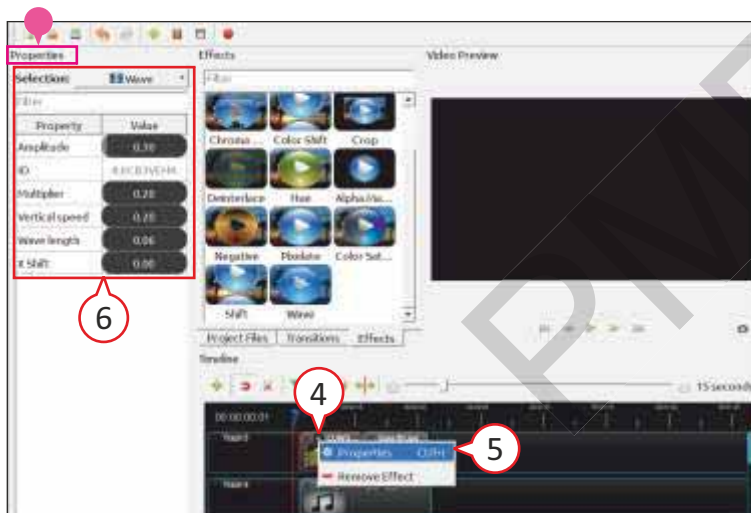 Properties
Effects
Video Preview
Selection:
Wave
Filter
Filter
Property Value
Amplitude 0.30
ID
Multiplier 0.20
Vertical speed 0.20
Wave length 0.06
X Shift 0.00
6
Chroma ...
Color Shift
Crop
Deinterlace
Hue
Alpha Ma...
Negative
Pixelate
Color Sat...
Shift
Wave
Project Files
Transitions
Effects
Timeline
4
15 seconds
00:00:00:01
5
Properties
Remove Effect